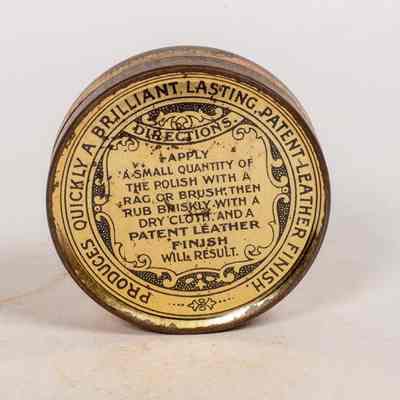 PRODUCES QUICKLY A BRILLIANT, LASTING, PATENT-LEATHER FINISH.
DIRECTIONS.
APPLY
A SMALL QUANTITY OF
THE POLISH WITH A
RAG OR BRUSH, THEN
RUB BRISKLY WITH A
DRY CLOTH, AND A
PATENT LEATHER
FINISH
WILL RESULT.